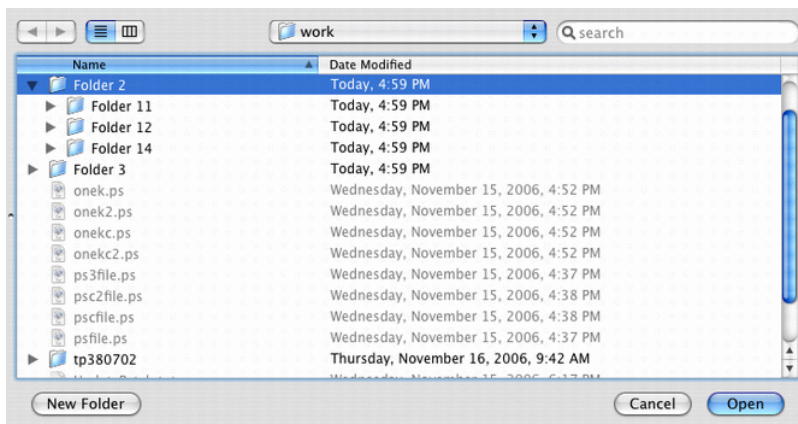 work
search
Name Date Modified
Folder 2 Today, 4:59 PM
Folder 11 Today, 4:59 PM
Folder 12 Today, 4:59 PM
Folder 14 Today, 4:59 PM
Folder 3 Today, 4:59 PM
onek.ps Wednesday, November 15, 2006, 4:52 PM
onek2.ps Wednesday, November 15, 2006, 4:52 PM
onekc.ps Wednesday, November 15, 2006, 4:52 PM
onekc2.ps Wednesday, November 15, 2006, 4:52 PM
ps3file.ps Wednesday, November 15, 2006, 4:37 PM
psc2file.ps Wednesday, November 15, 2006, 4:38 PM
pscfile.ps Wednesday, November 15, 2006, 4:38 PM
psfile.ps Wednesday, November 15, 2006, 4:37 PM
tp380702 Thursday, November 16, 2006, 9:42 AM
New Folder Cancel Open